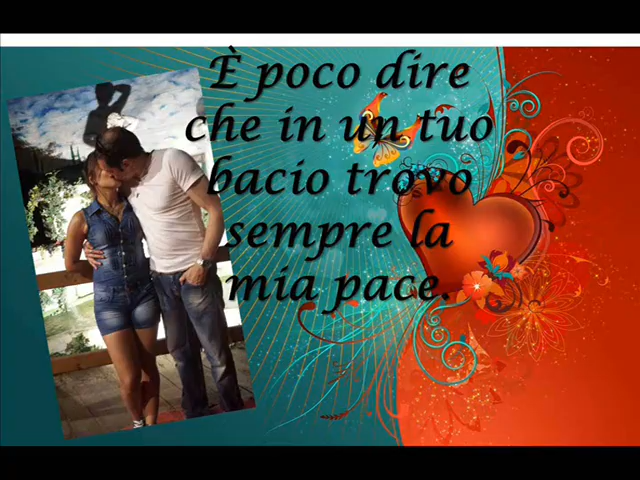 È poco dire
che in un tuo
bacio trovo
sempre la
mia pace.